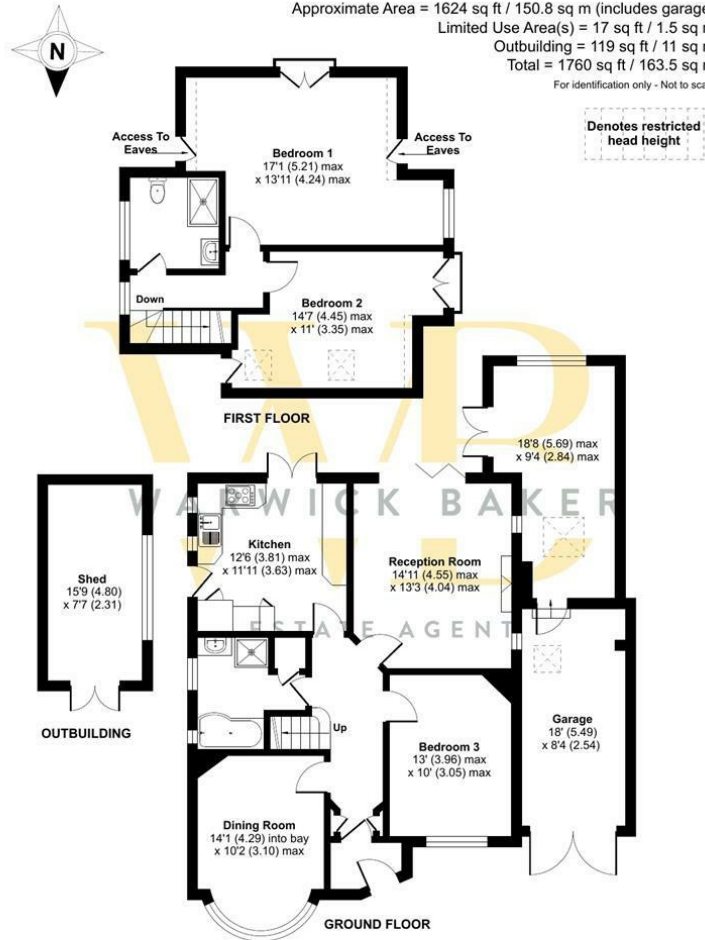 Approximate Area = 1624 sq ft / 150.8 sq m (includes garage
Limited Use Area(s) = 17 sq ft / 1.5 sq m
Outbuilding = 119 sq ft / 11 sq m
Total = 1760 sq ft / 163.5 sq m
For identification only - Not to sca
N
Denotes restricted
head height
Access To
Eaves
Bedroom 1
17'1 (5.21) max
x 13'11 (4.24) max
Access To
Eaves
Down
Bedroom 2
14'7 (4.45) max
x 11' (3.35) max
FIRST FLOOR
18'8 (5.69) max
x 9'4 (2.84) max
WB
WARWICK BAKER
ESTATE AGENT
Kitchen
12'6 (3.81) max
x 11'11 (3.63) max
Reception Room
14'11 (4.55) max
x 13'3 (4.04) max
Shed
15'9 (4.80)
x 7'7 (2.31)
OUTBUILDING
Up
Bedroom 3
13' (3.96) max
x 10' (3.05) max
Garage
18' (5.49)
x 8'4 (2.54)
Dining Room
14'1 (4.29) into bay
x 10'2 (3.10) max
GROUND FLOOR